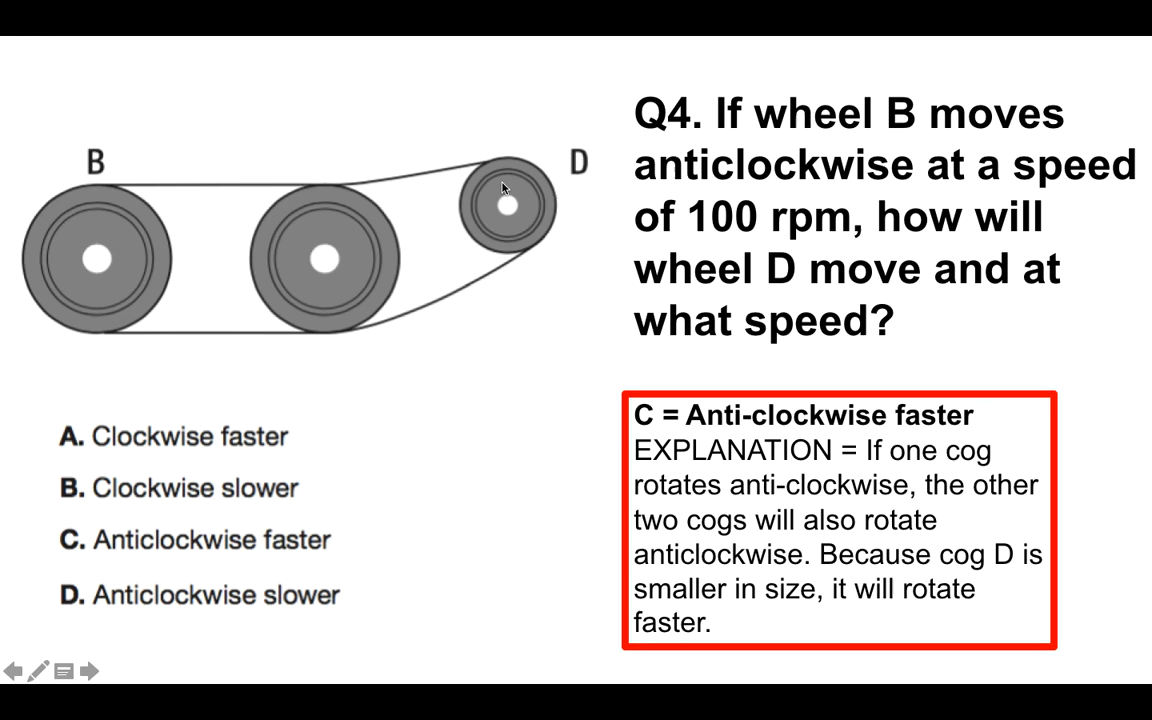 B
D
Q4. If wheel B moves
anticlockwise at a speed
of 100 rpm, how will
wheel D move and at
what speed?
A. Clockwise faster
B. Clockwise slower
C. Anticlockwise faster
D. Anticlockwise slower
C = Anti-clockwise faster
EXPLANATION = If one cog
rotates anti-clockwise, the other
two cogs will also rotate
anticlockwise. Because cog D is
smaller in size, it will rotate
faster.